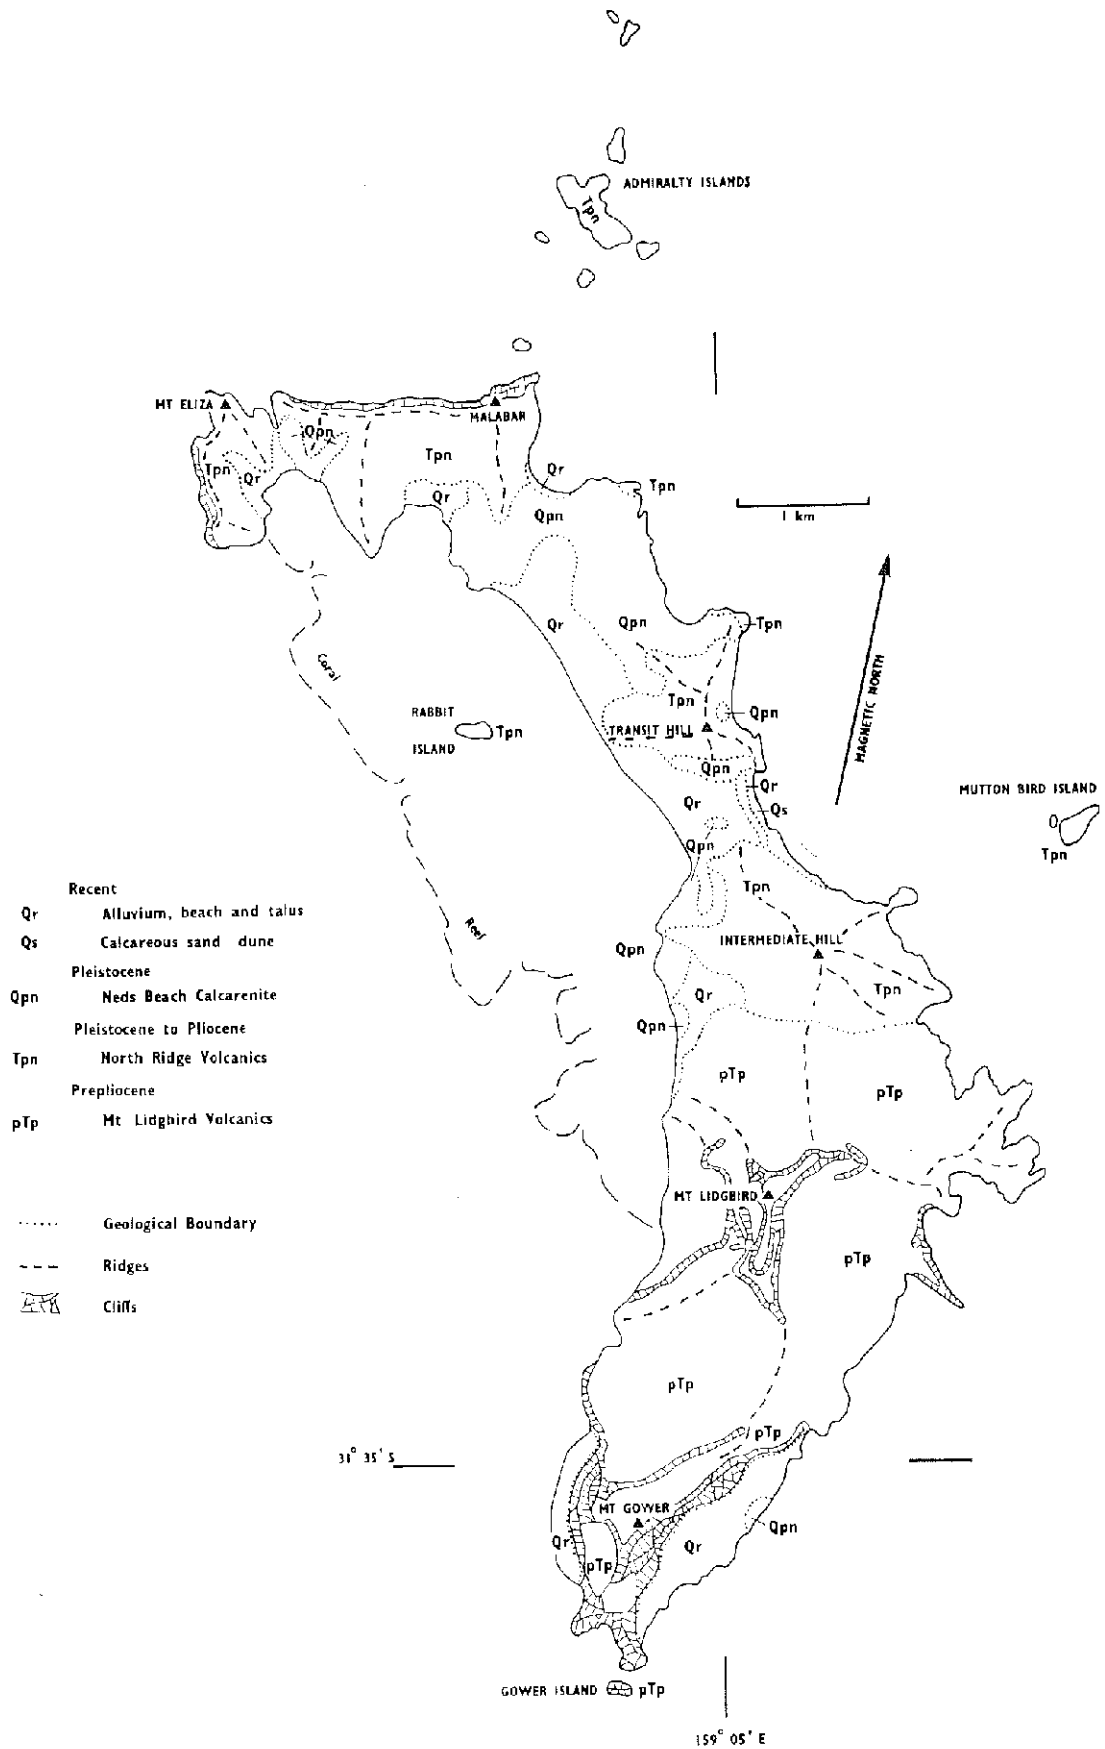 ADMIRALTY ISLANDS
Tpn
MT ELIZA
MALABAR
Qpn
Tpn
Tpn
Qr
Qr
Qr
Tpn
Qpn
1 km
Qr
Qpn
Tpn
MAGNETIC NORTH
Coral
Tpn
Qpn
RABBIT
ISLAND
Tpn
TRANSIT HILL
Qpn
Qr
Qs
Qr
MUTTON BIRD ISLAND
Tpn
Qpn
Tpn
Reef
INTERMEDIATE HILL
Qpn
Qr
Tpn
Qpn
Recent
Qr Alluvium, beach and talus
Qs Calcareous sand dune
Pleistocene
Qpn Neds Beach Calcarenite
Pleistocene to Pliocene
Tpn North Ridge Volcanics
Prepliocene
pTp Mt Lidgbird Volcanics
Geological Boundary
Ridges
Cliffs
pTp
pTp
MT LIDGBIRD
pTp
pTp
pTp
31° 35' S
MT GOWER
Qpn
Qr
pTp
Qr
GOWER ISLAND pTp
159° 05' E